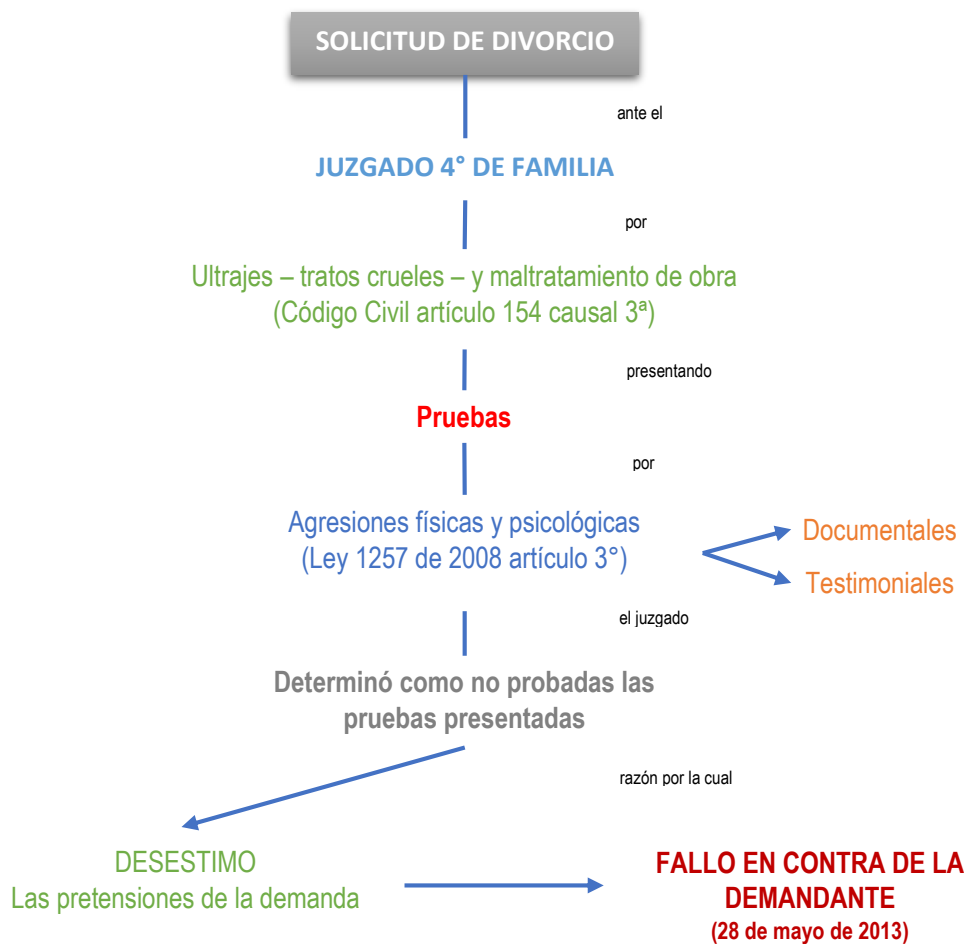 SOLICITUD DE DIVORCIO
ante el
JUZGADO 4° DE FAMILIA
por
Ultrajes – tratos crueles – y maltratamiento de obra
(Código Civil artículo 154 causal 3ª)
presentando
Pruebas
por
Agresiones físicas y psicológicas
(Ley 1257 de 2008 artículo 3°)
Documentales
Testimoniales
el juzgado
Determinó como no probadas las
pruebas presentadas
razón por la cual
DESESTIMO
Las pretensiones de la demanda
FALLO EN CONTRA DE LA
DEMANDANTE
(28 de mayo de 2013)